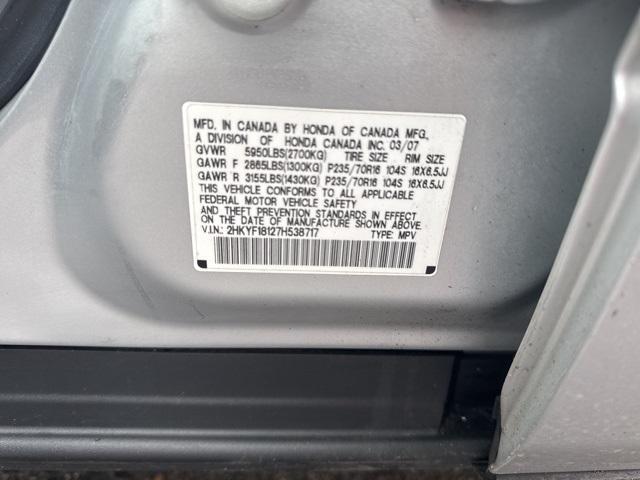 MFD. IN CANADA BY HONDA OF CANADA MFG.,
A DIVISION OF HONDA CANADA INC. 03/07
GVWR 5950LBS(2700KG) TIRE SIZE RIM SIZE
GAWR F 2865LBS(1300KG) P235/70R16 104S 16X6.5JJ
GAWR R 3155LBS(1430KG) P235/70R16 104S 16X6.5JJ
THIS VEHICLE CONFORMS TO ALL APPLICABLE
FEDERAL MOTOR VEHICLE SAFETY
AND THEFT PREVENTION STANDARDS IN EFFECT
ON THE DATE OF MANUFACTURE SHOWN ABOVE.
V.I.N.: 2HKYF18127H538717 TYPE: MPV